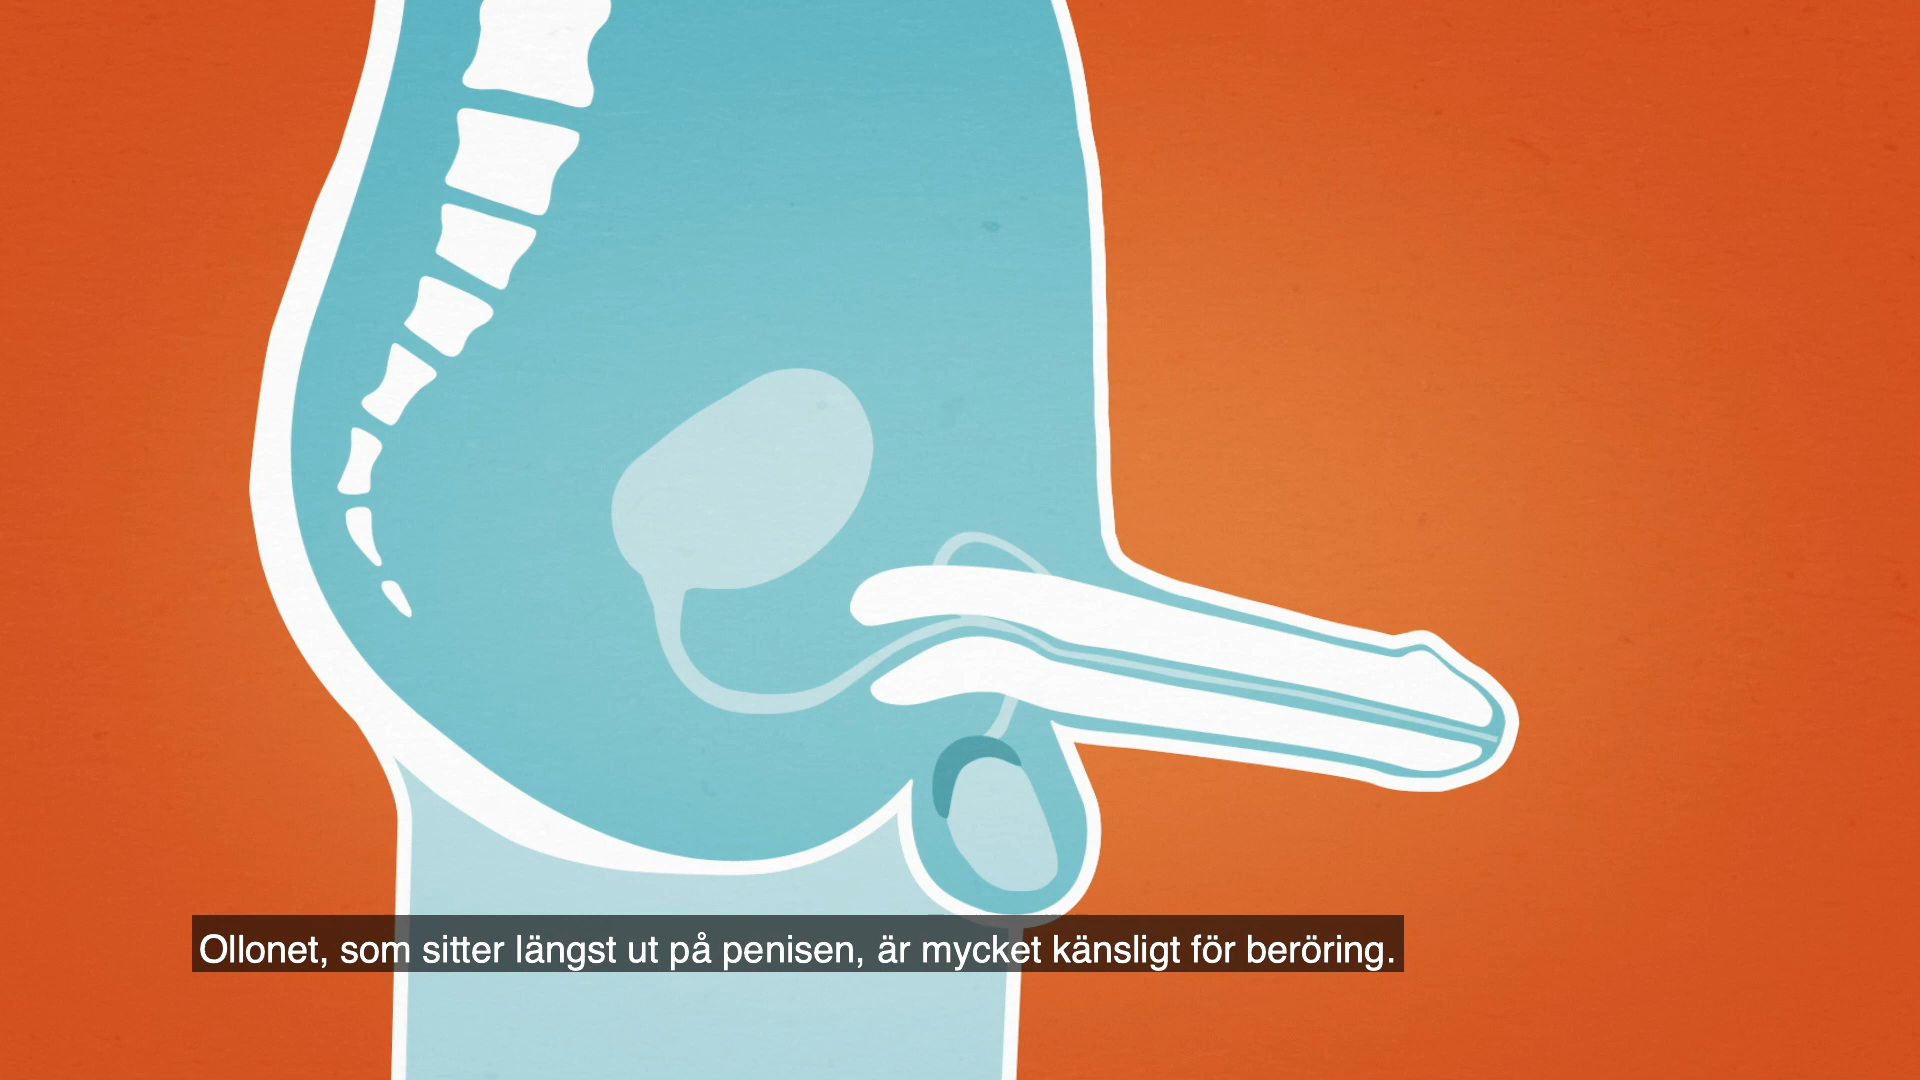 Ollonet, som sitter längst ut på penisen, är mycket känsligt för beröring.